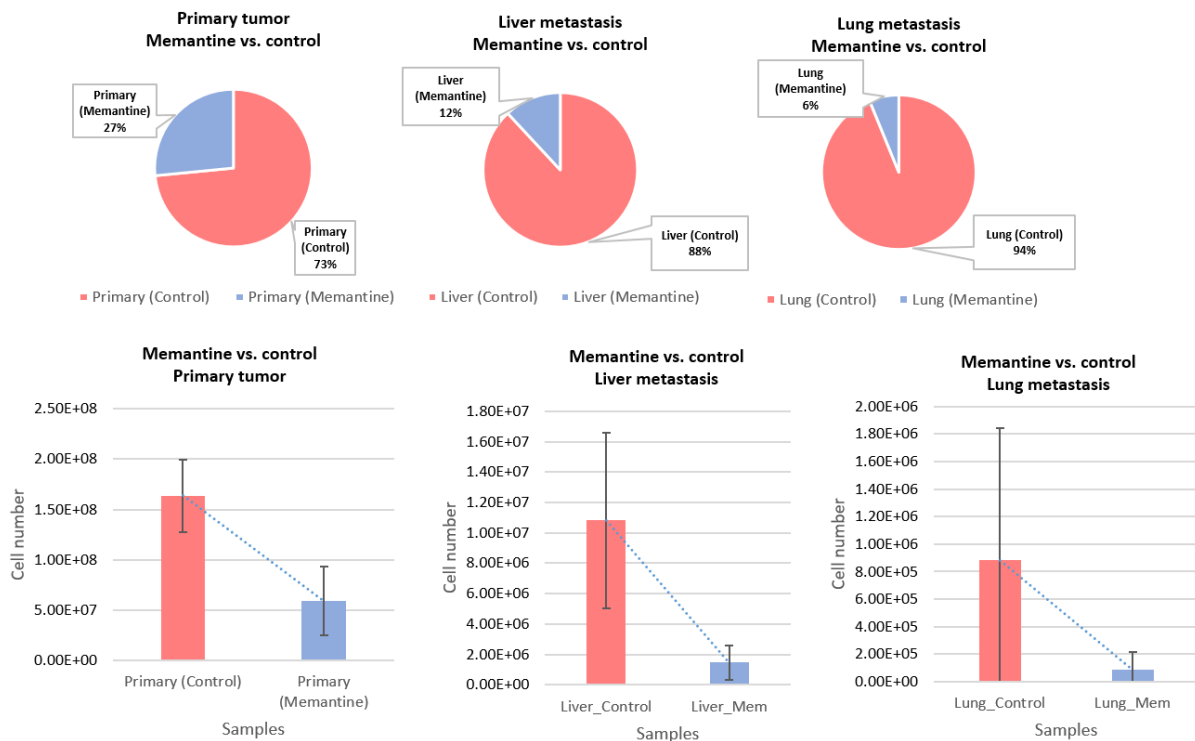 Primary tumor
Memantine vs. control
Primary
(Memantine)
27%
Primary
(Control)
73%
Primary (Control)
Primary (Memantine)
Liver metastasis
Memantine vs. control
Liver
(Memantine)
12%
Liver (Control)
88%
Liver (Control)
Liver (Memantine)
Lung metastasis
Memantine vs. control
Lung
(Memantine)
6%
Lung (Control)
94%
Lung (Control)
Lung (Memantine)
Memantine vs. control
Primary tumor
Cell number
2.50E+08
2.00E+08
1.50E+08
1.00E+08
5.00E+07
0.00E+00
Primary (Control)
Primary
(Memantine)
Samples
Memantine vs. control
Liver metastasis
Cell number
1.80E+07
1.60E+07
1.40E+07
1.20E+07
1.00E+07
8.00E+06
6.00E+06
4.00E+06
2.00E+06
0.00E+00
Liver_Control
Liver_Mem
Samples
Memantine vs. control
Lung metastasis
Cell number
2.00E+06
1.80E+06
1.60E+06
1.40E+06
1.20E+06
1.00E+06
8.00E+05
6.00E+05
4.00E+05
2.00E+05
0.00E+00
Lung_Control
Lung_Mem
Samples